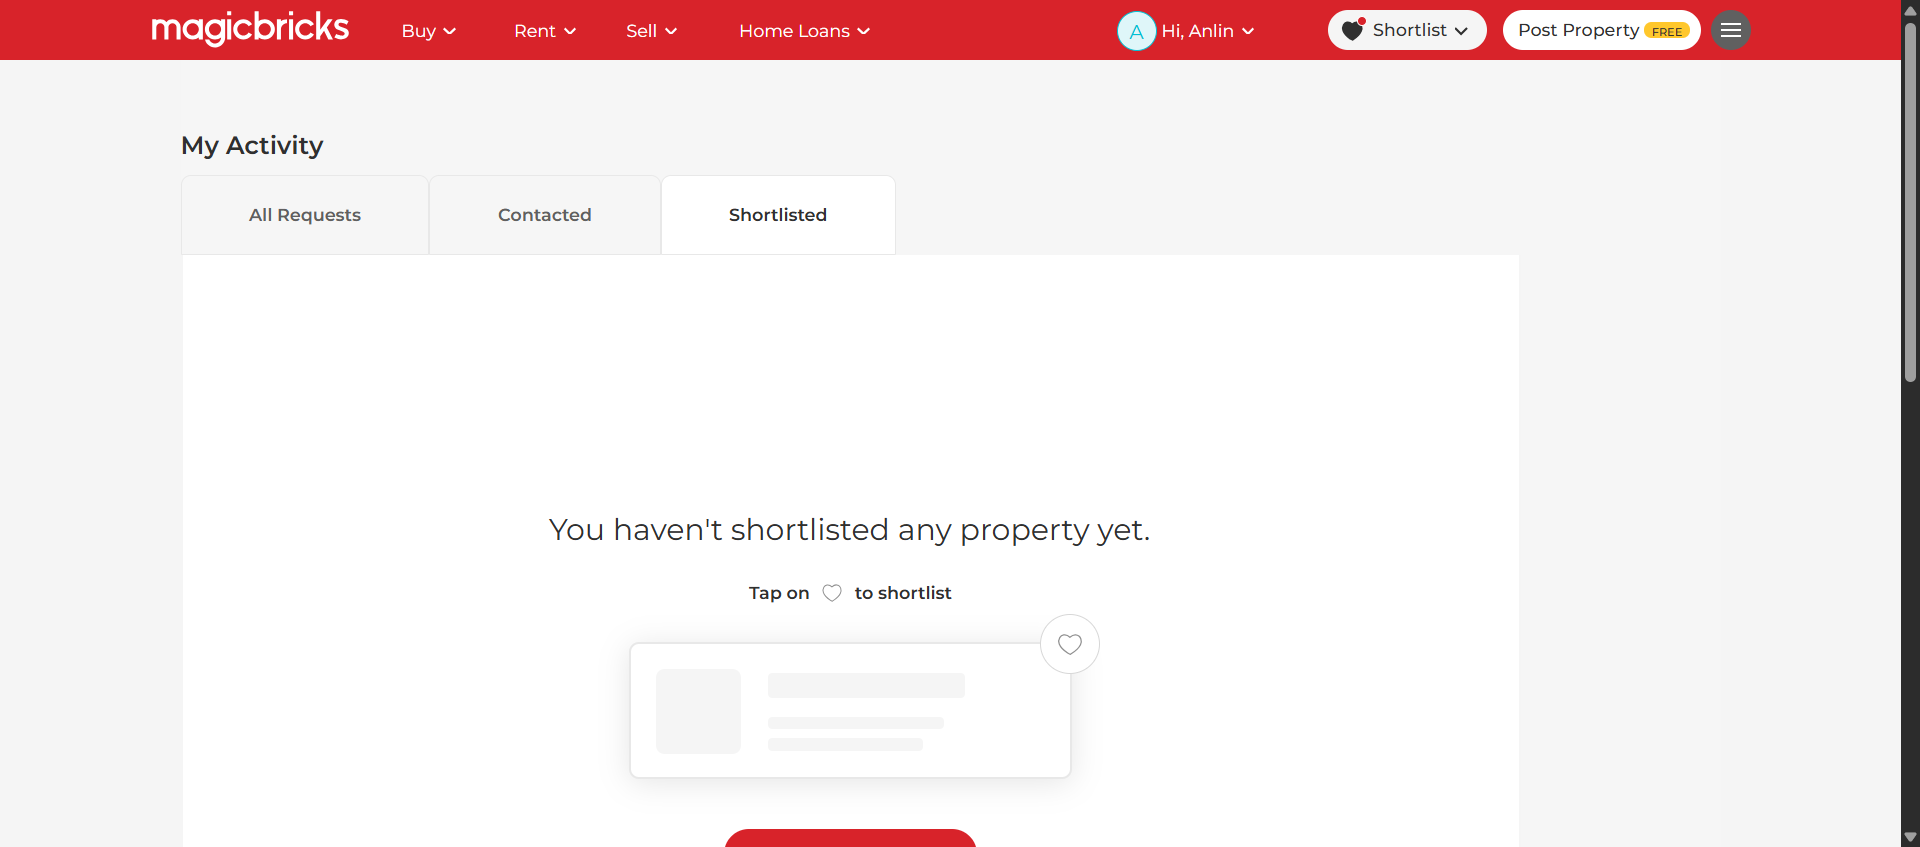 magicbricks Buy Rent Sell Home Loans A Hi, Anlin Shortlist Post Property FREE
My Activity
All Requests Contacted Shortlisted
You haven't shortlisted any property yet.
Tap on to shortlist